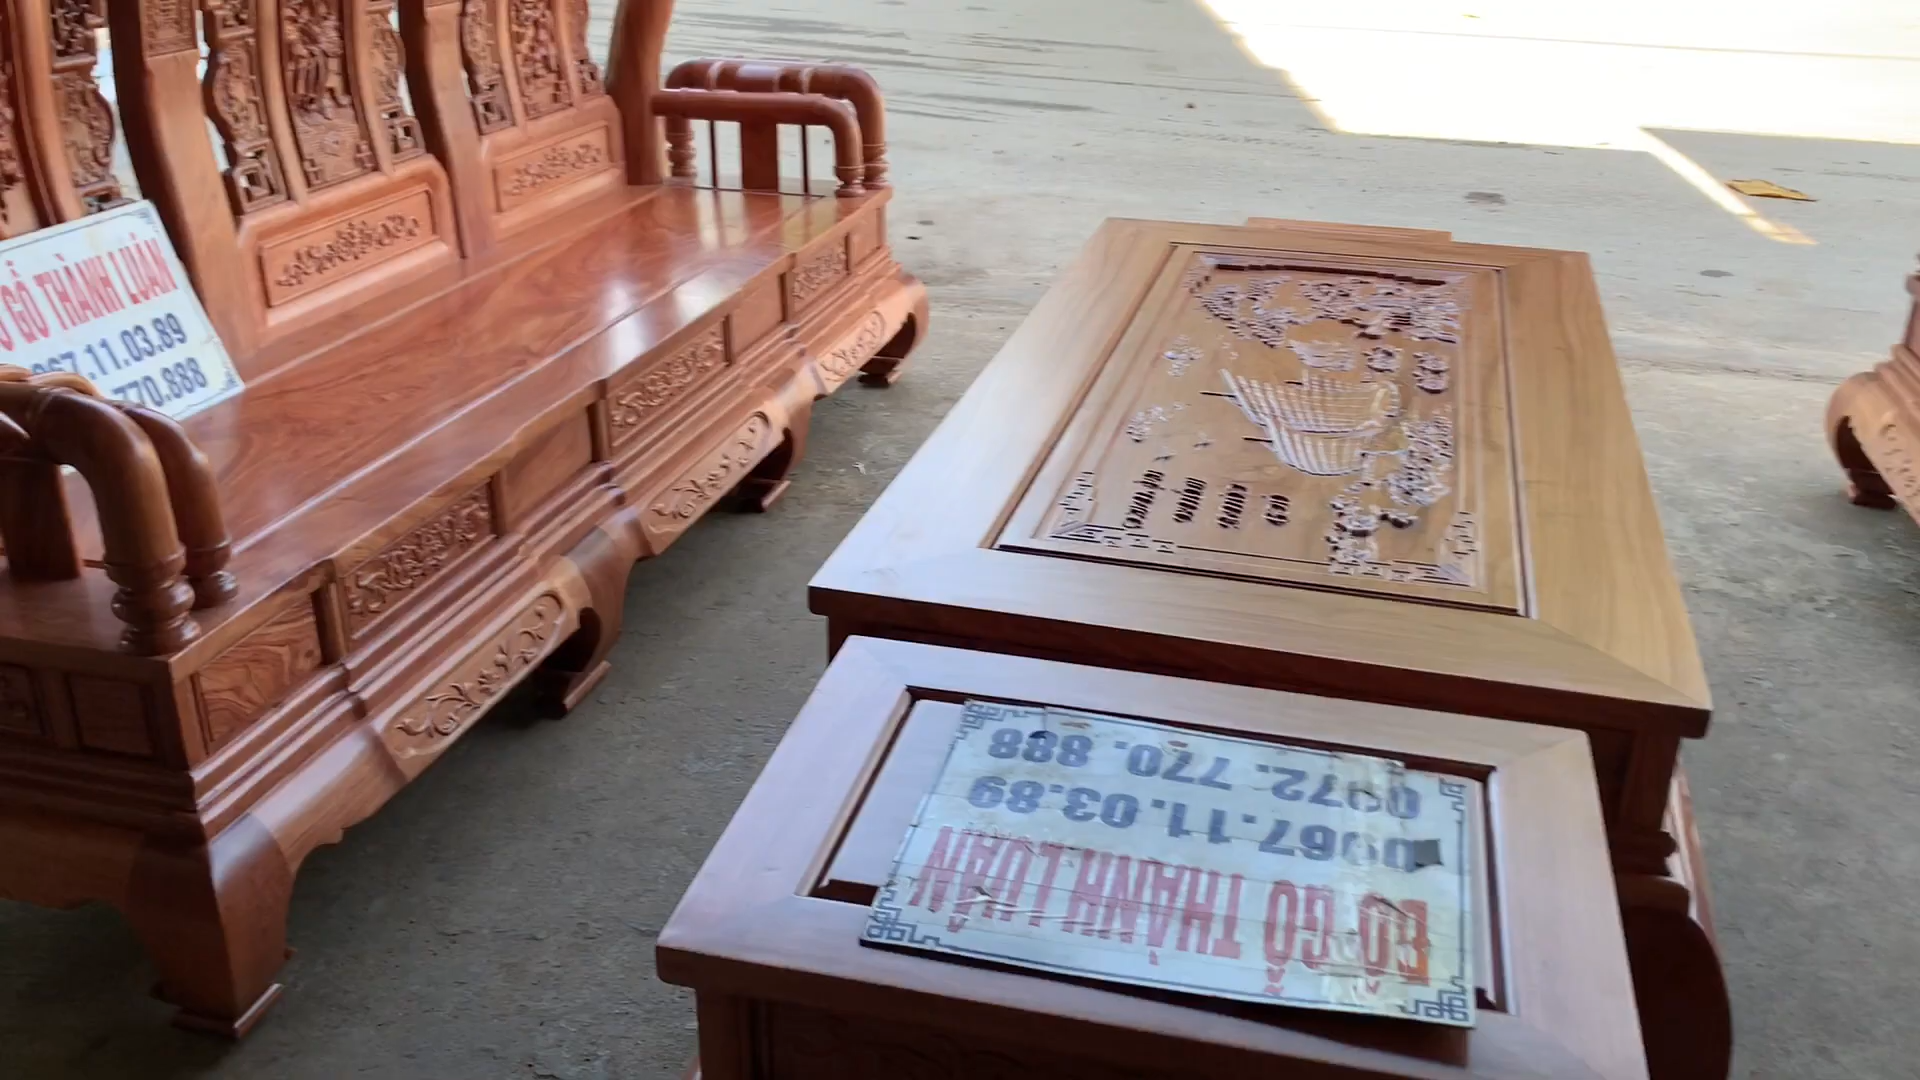 GỖ THÀNH LUÂN
067.11.03.89
770.888
ĐỒ GỖ THÀNH LUÂN
0967.11.03.89
0972.770.888